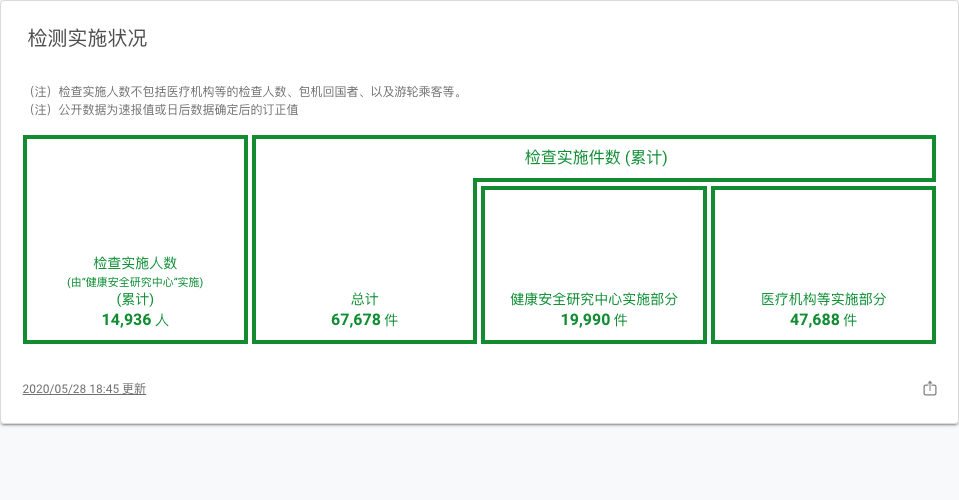 检测实施状况
（注）检查实施人数不包括医疗机构等的检查人数、包机回国者、以及游轮乘客等。
（注）公开数据为速报值或日后数据确定后的订正值
检查实施件数 (累计)
检查实施人数
(由“健康安全研究中心”实施)
(累计)
14,936 人
总计
67,678 件
健康安全研究中心实施部分
19,990 件
医疗机构等实施部分
47,688 件
2020/05/28 18:45 更新